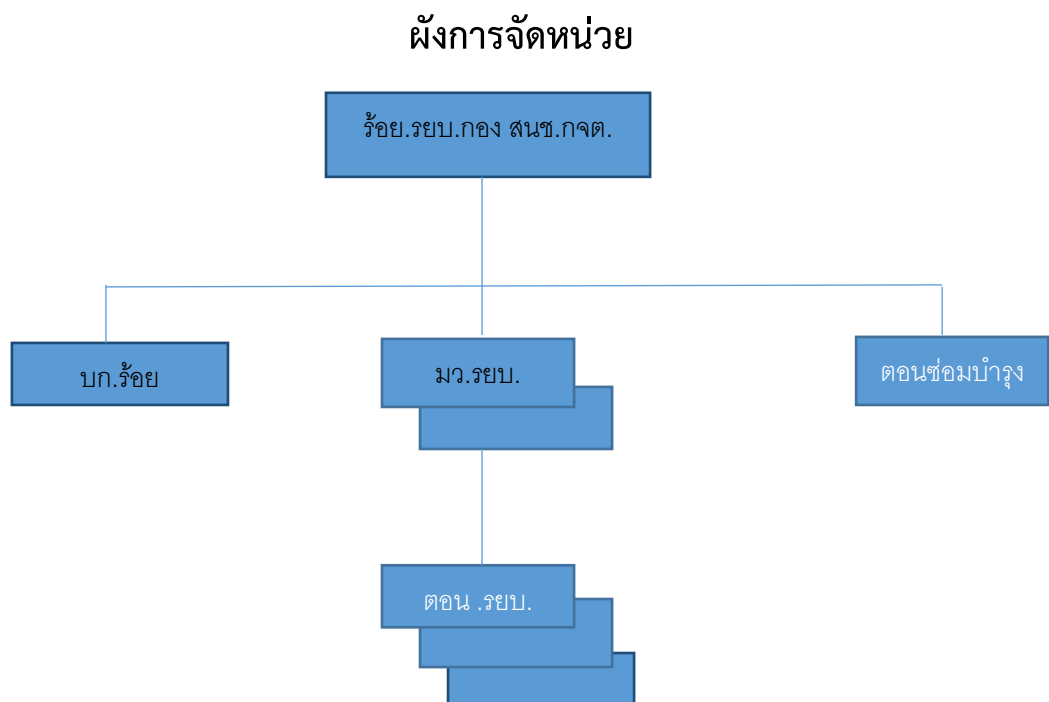 ผังการจัดหน่วย
ร้อย.รยบ.กอง สนช.กจต.
บก.ร้อย
มว.รยบ.
ตอนซ่อมบำรุง
ตอน .รยบ.